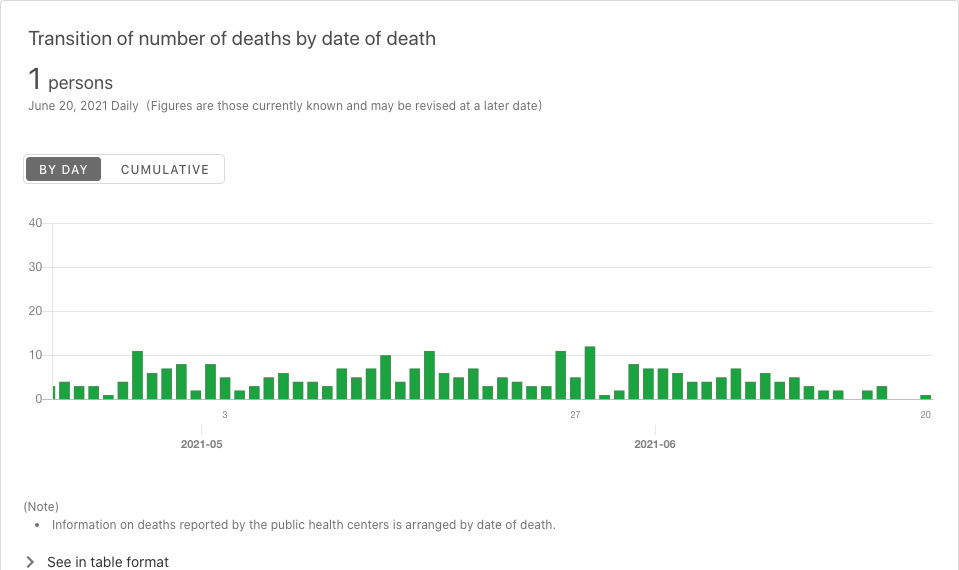 Transition of number of deaths by date of death
1 persons
June 20, 2021 Daily (Figures are those currently known and may be revised at a later date)
BY DAY CUMULATIVE
40
30
20
10
0
3 27 20
2021-05 2021-06
(Note)
• Information on deaths reported by the public health centers is arranged by date of death.
See in table format